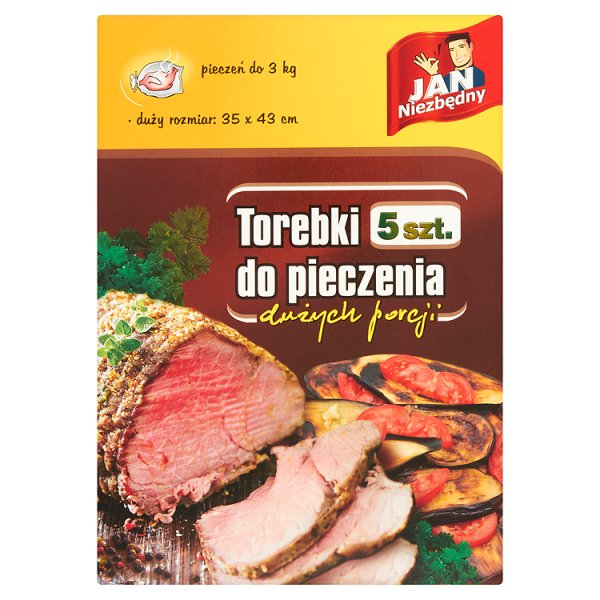 pieczeń do 3 kg
• duży rozmiar: 35 x 43 cm
JAN
Niezbędny
Torebki 5 szt.
do pieczenia
dużych porcji